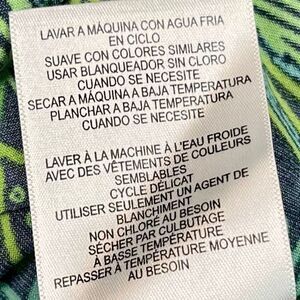 LAVAR A MÁQUINA CON AGUA FRIA
EN CICLO
SUAVE CON COLORES SIMILARES
USAR BLANQUEADOR SIN CLORO
CUANDO SE NECESITE
SECAR A MÁQUINA A BAJA TEMPERATURA
PLANCHAR A BAJA TEMPERATURA
CUANDO SE NECESITE
LAVER À LA MACHINE À L'EAU FROIDE
AVEC DES VÊTEMENTS DE COULEURS
SEMBLABLES
CYCLE DÉLICAT
UTILISER SEULEMENT UN AGENT DE
BLANCHIMENT
NON CHLORÉ AU BESOIN
SÉCHER PAR CULBUTAGE
À BASSE TEMPÉRATURE
REPASSER À TEMPÉRATURE MOYENNE
AU BESOIN